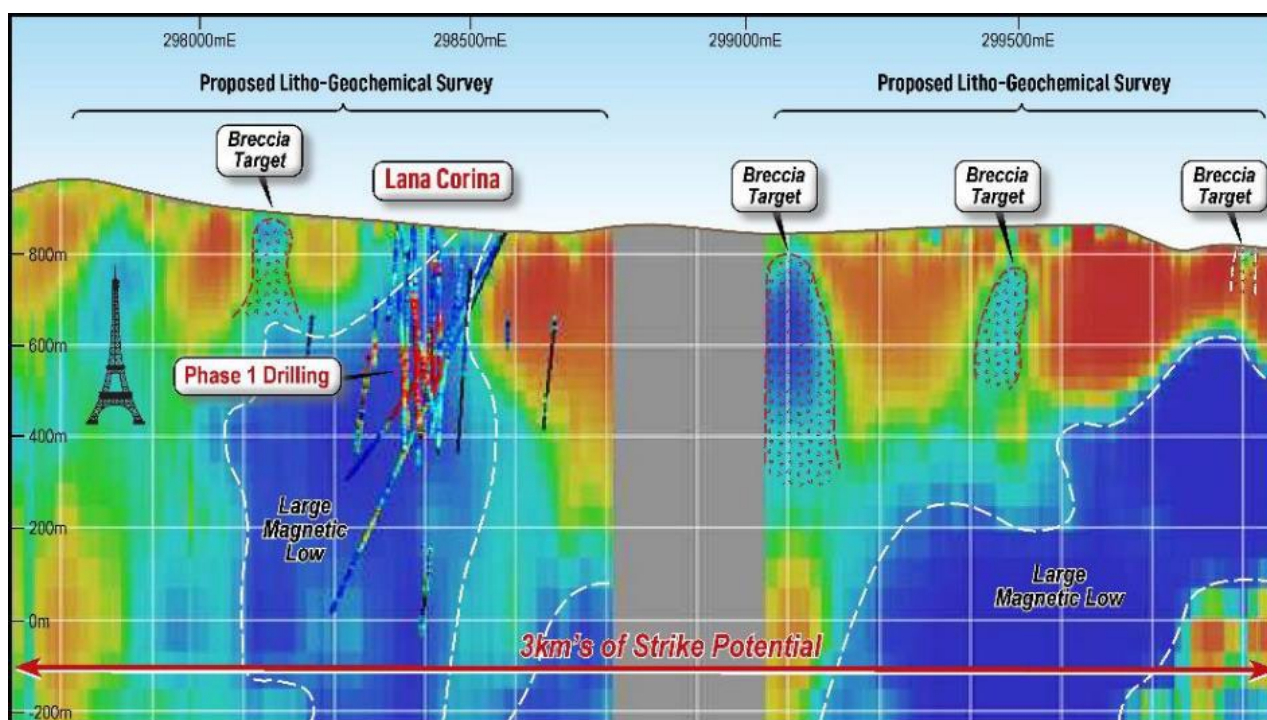 298000mE
298500mE
299000mE
299500mE
Proposed Litho-Geochemical Survey
Proposed Litho-Geochemical Survey
Breccia
Target
Lana Corina
Breccia
Target
Breccia
Target
Breccia
Target
800m
600m
Phase 1 Drilling
400m
Large
Magnetic
Low
200m
Large
Magnetic Low
0m
3km's of Strike Potential
-200m